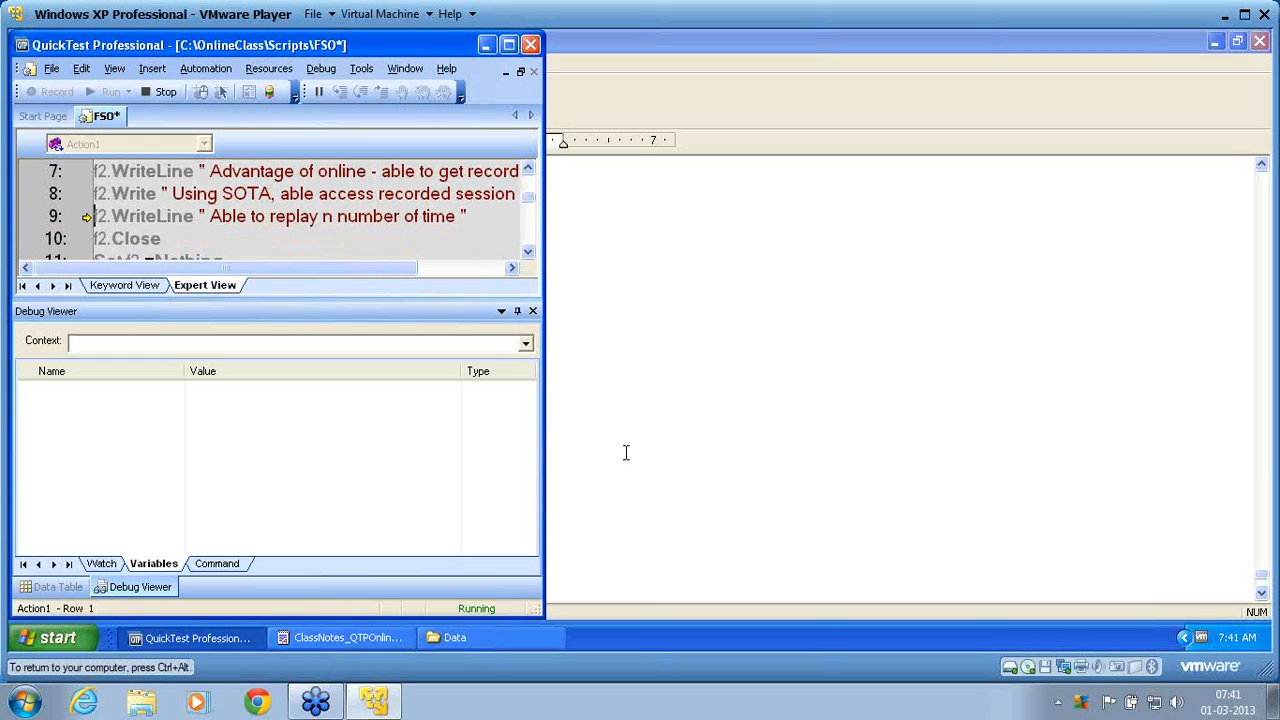 Windows XP Professional - VMware Player File Virtual Machine Help
QuickTest Professional - [C:\OnlineClass\Scripts\FSO*]
File Edit View Insert Automation Resources Debug Tools Window Help
Record Run Stop
Start Page FSO*
Action1
7
7: f2.WriteLine " Advantage of online - able to get record
8: f2.Write " Using SOTA, able access recorded session
9: f2.WriteLine " Able to replay n number of time "
10: f2.Close
Keyword View Expert View
Debug Viewer
Context:
Name Value Type
Watch Variables Command
Data Table Debug Viewer
Action1 - Row 1 Running
NUM
start QuickTest Profession... ClassNotes_QTPOnlin... Data 7:41 AM
To return to your computer, press Ctrl+Alt. vmware
07:41
01-03-2013